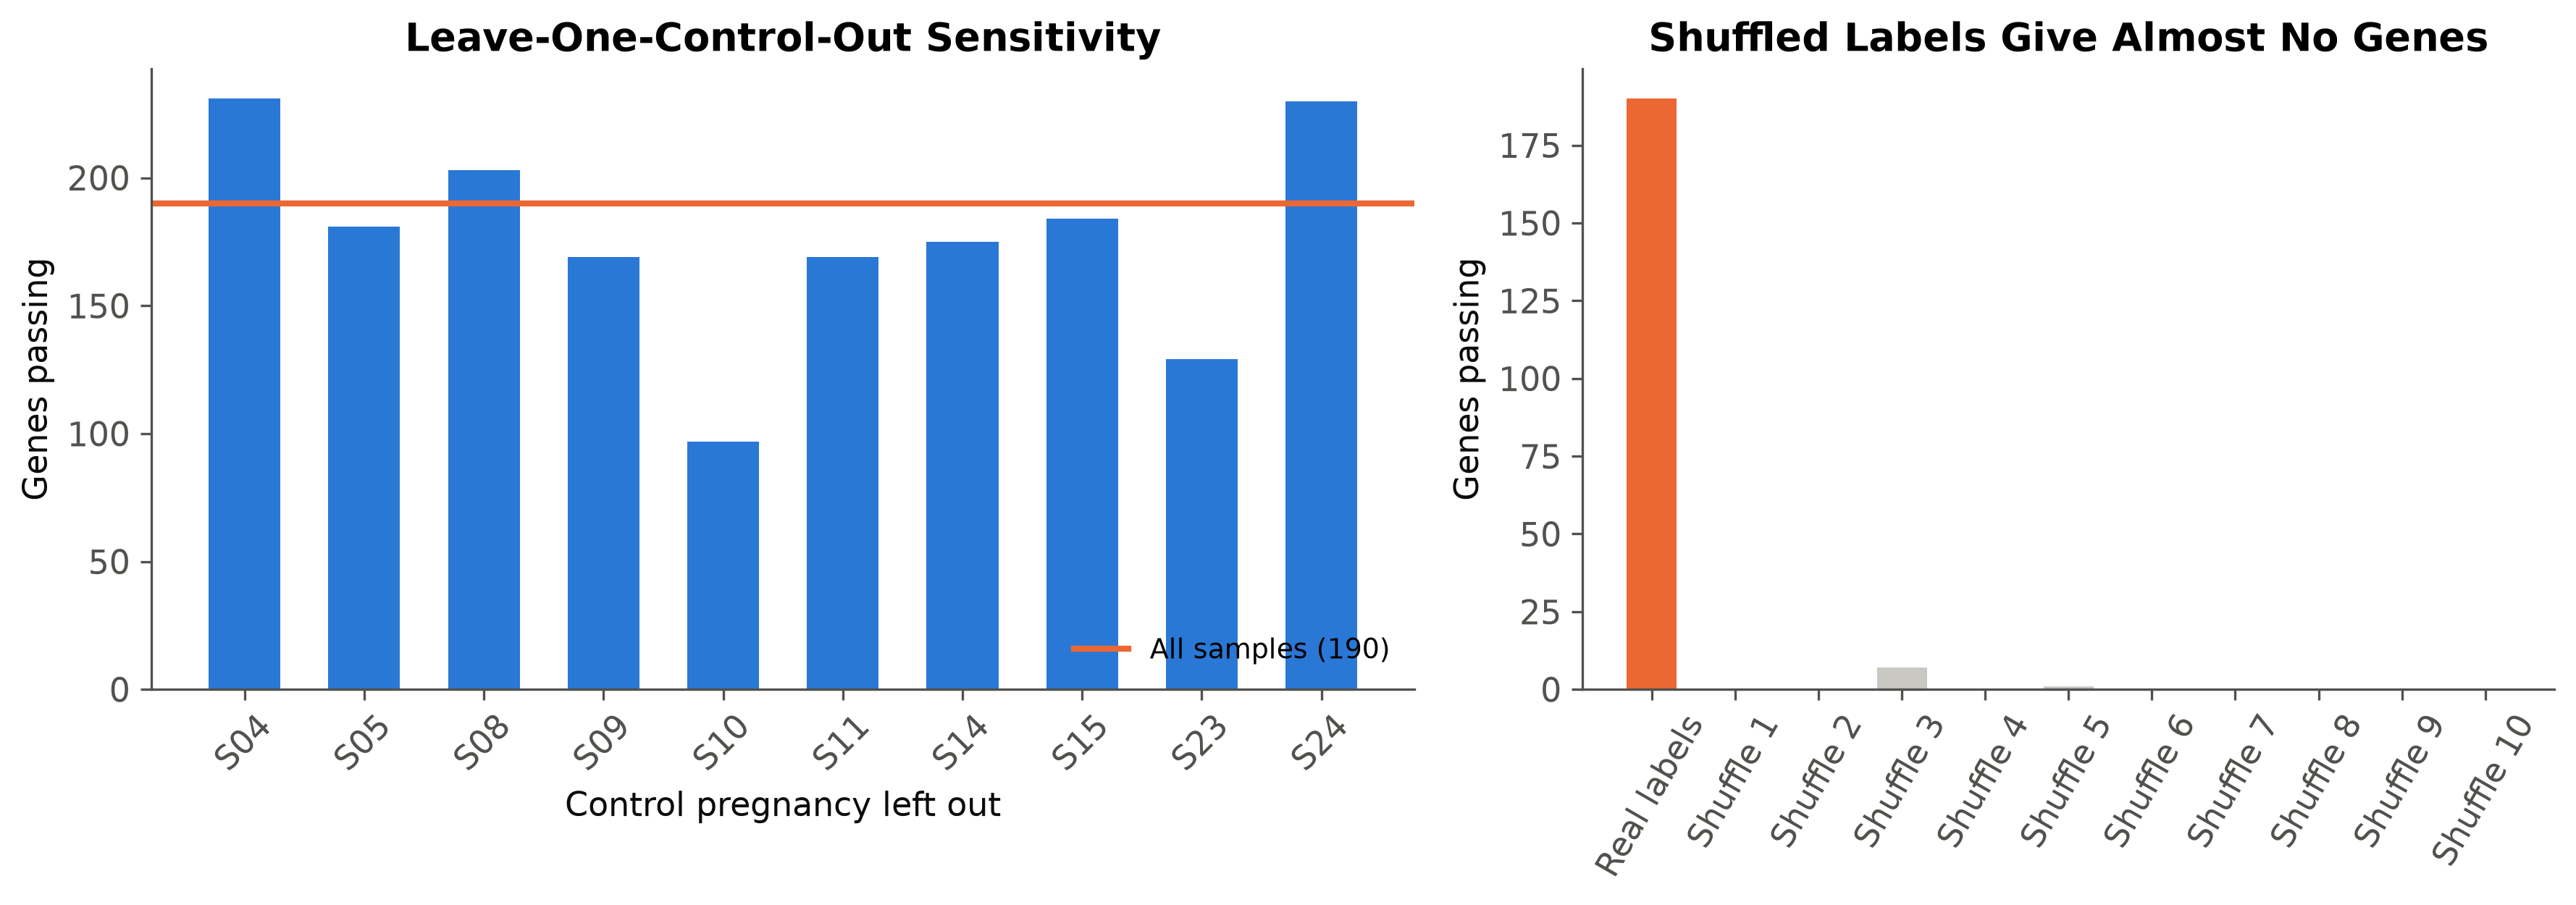 Leave-One-Control-Out Sensitivity
Genes passing
200
150
100
50
0
All samples (190)
S04
S05
S08
S09
S10
S11
S14
S15
S23
S24
Control pregnancy left out
Shuffled Labels Give Almost No Genes
Genes passing
175
150
125
100
75
50
25
0
Real labels
Shuffle 1
Shuffle 2
Shuffle 3
Shuffle 4
Shuffle 5
Shuffle 6
Shuffle 7
Shuffle 8
Shuffle 9
Shuffle 10